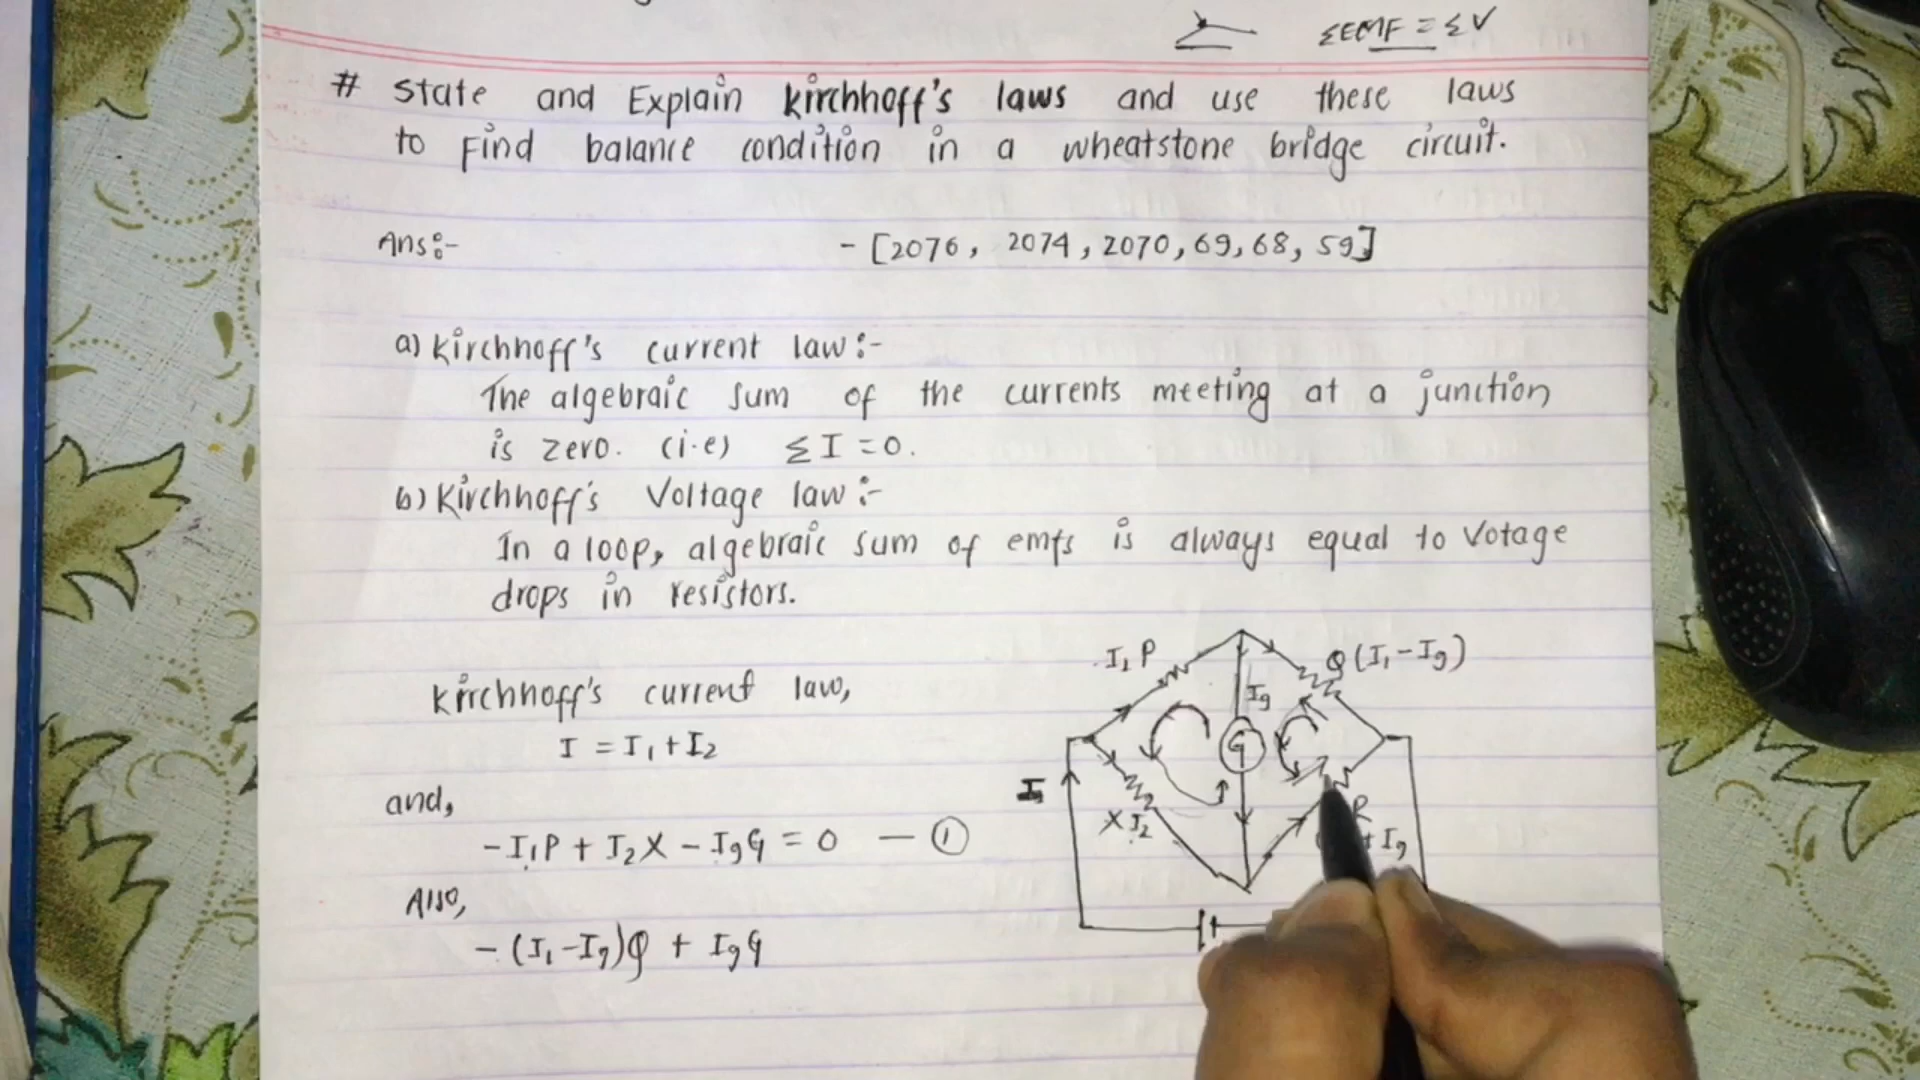 ΣEMF = ΣV
# State and Explain Kirchhoff's laws and use these laws
to Find balance condition in a wheatstone bridge circuit.
Ans:-
- [2076, 2074, 2070, 69, 68, 59]
a) Kirchhoff's current law:-
The algebraic sum of the currents meeting at a junction
is zero. (i.e) ΣI = 0.
b) Kirchhoff's Voltage law:-
In a loop, algebraic sum of emfs is always equal to Votage
drops in resistors.
I₁ P
Q (I₁ - Ig)
Kirchhoff's current law,
Ig
I = I₁ + I₂
G
I
and,
X I₂
R
+ Ig
-I₁P + I₂X - IgG = 0 — ①
Also,
- (I₁ - Ig)Q + IgG